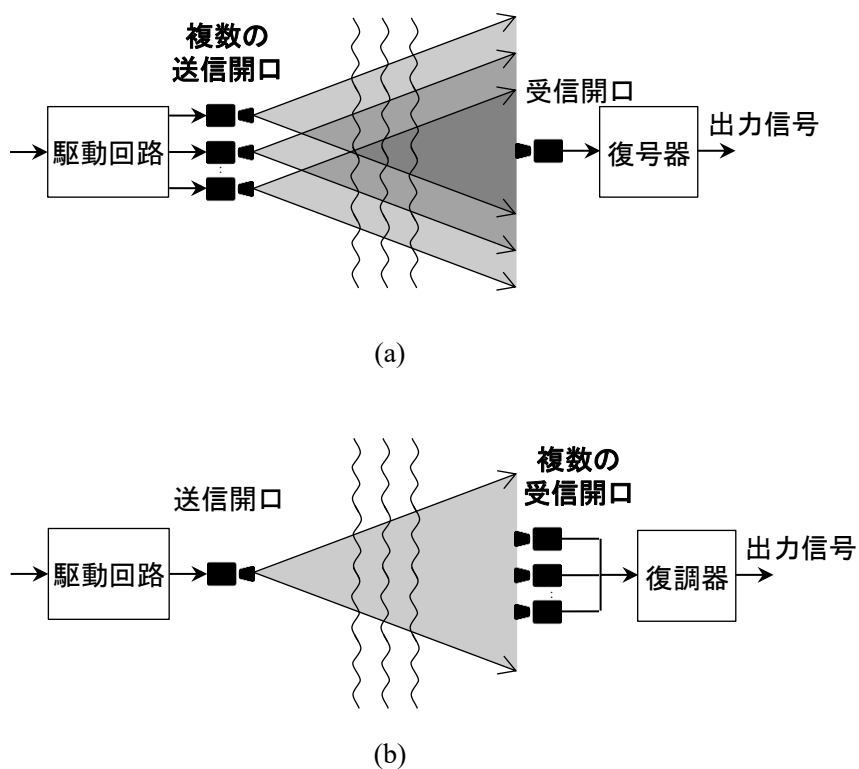 複数の
送信開口
受信開口
駆動回路
復号器
出力信号
(a)
複数の
受信開口
送信開口
駆動回路
復調器
出力信号
(b)